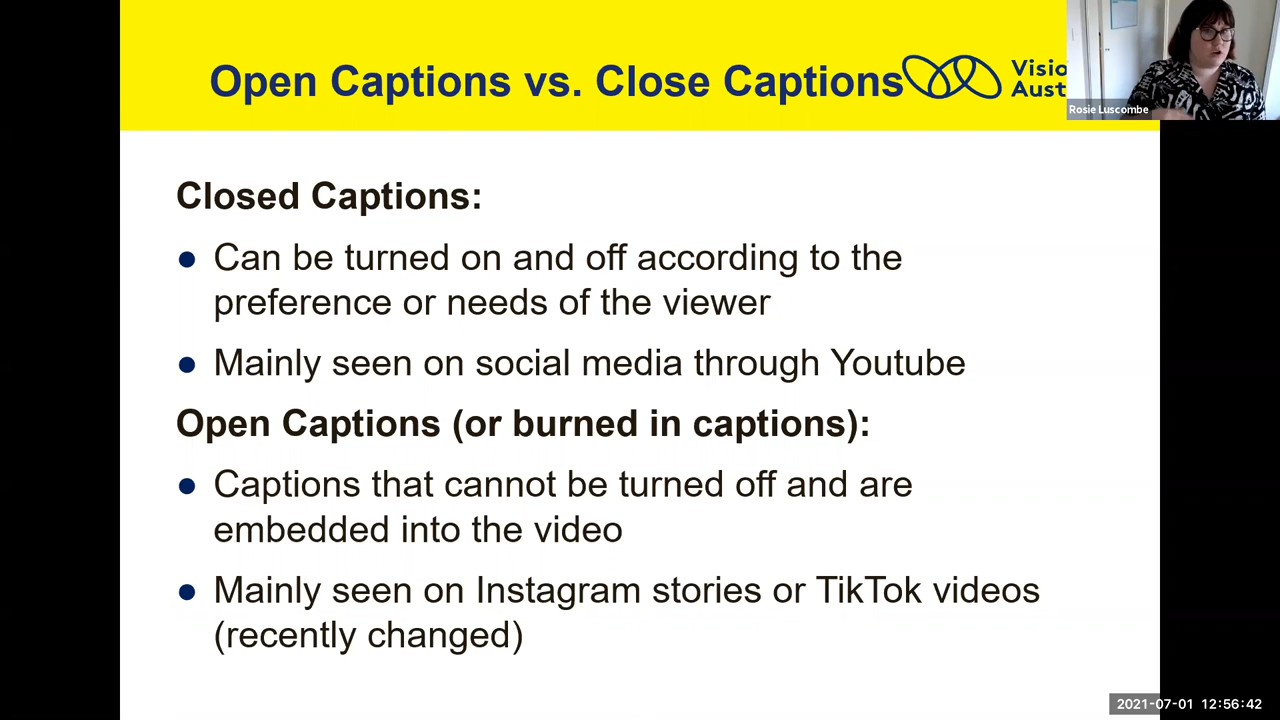 Open Captions vs. Close Captions
Visio
Aust
Rosie Luscombe
Closed Captions:
● Can be turned on and off according to the
preference or needs of the viewer
● Mainly seen on social media through Youtube
Open Captions (or burned in captions):
● Captions that cannot be turned off and are
embedded into the video
● Mainly seen on Instagram stories or TikTok videos
(recently changed)
2021-07-01 12:56:42